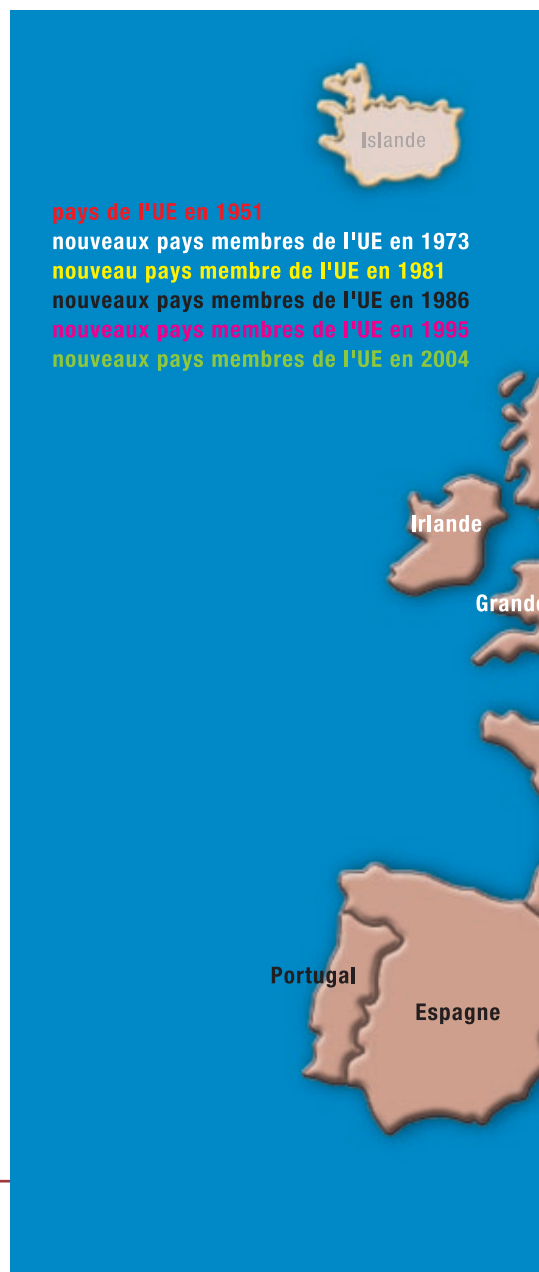 Islande
pays de l'UE en 1951
nouveaux pays membres de l'UE en 1973
nouveau pays membre de l'UE en 1981
nouveaux pays membres de l'UE en 1986
nouveaux pays membres de l'UE en 1995
nouveaux pays membres de l'UE en 2004
Irlande
Grande
Portugal
Espagne